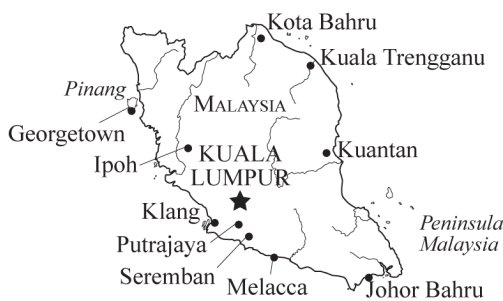 Kota Bahru
Kuala Trengganu
Pinang
MALAYSIA
Georgetown
Ipoh
KUALA
LUMPUR
Kuantan
Klang
Peninsula
Malaysia
Putrajaya
Seremban
Melacca
Johor Bahru